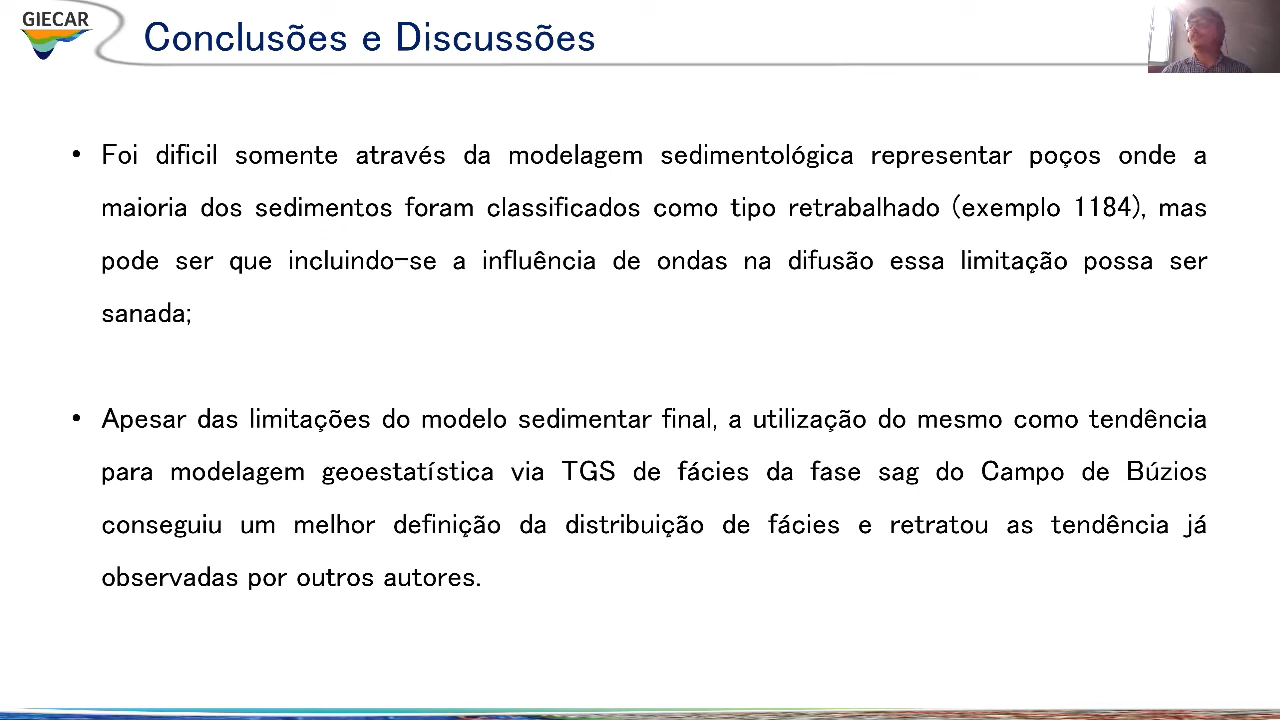 GIECAR
Conclusões e Discussões
• Foi dificil somente através da modelagem sedimentológica representar poços onde a
maioria dos sedimentos foram classificados como tipo retrabalhado (exemplo 1184), mas
pode ser que incluindo-se a influência de ondas na difusão essa limitação possa ser
sanada;
• Apesar das limitações do modelo sedimentar final, a utilização do mesmo como tendência
para modelagem geoestatística via TGS de fácies da fase sag do Campo de Búzios
conseguiu um melhor definição da distribuição de fácies e retratou as tendência já
observadas por outros autores.